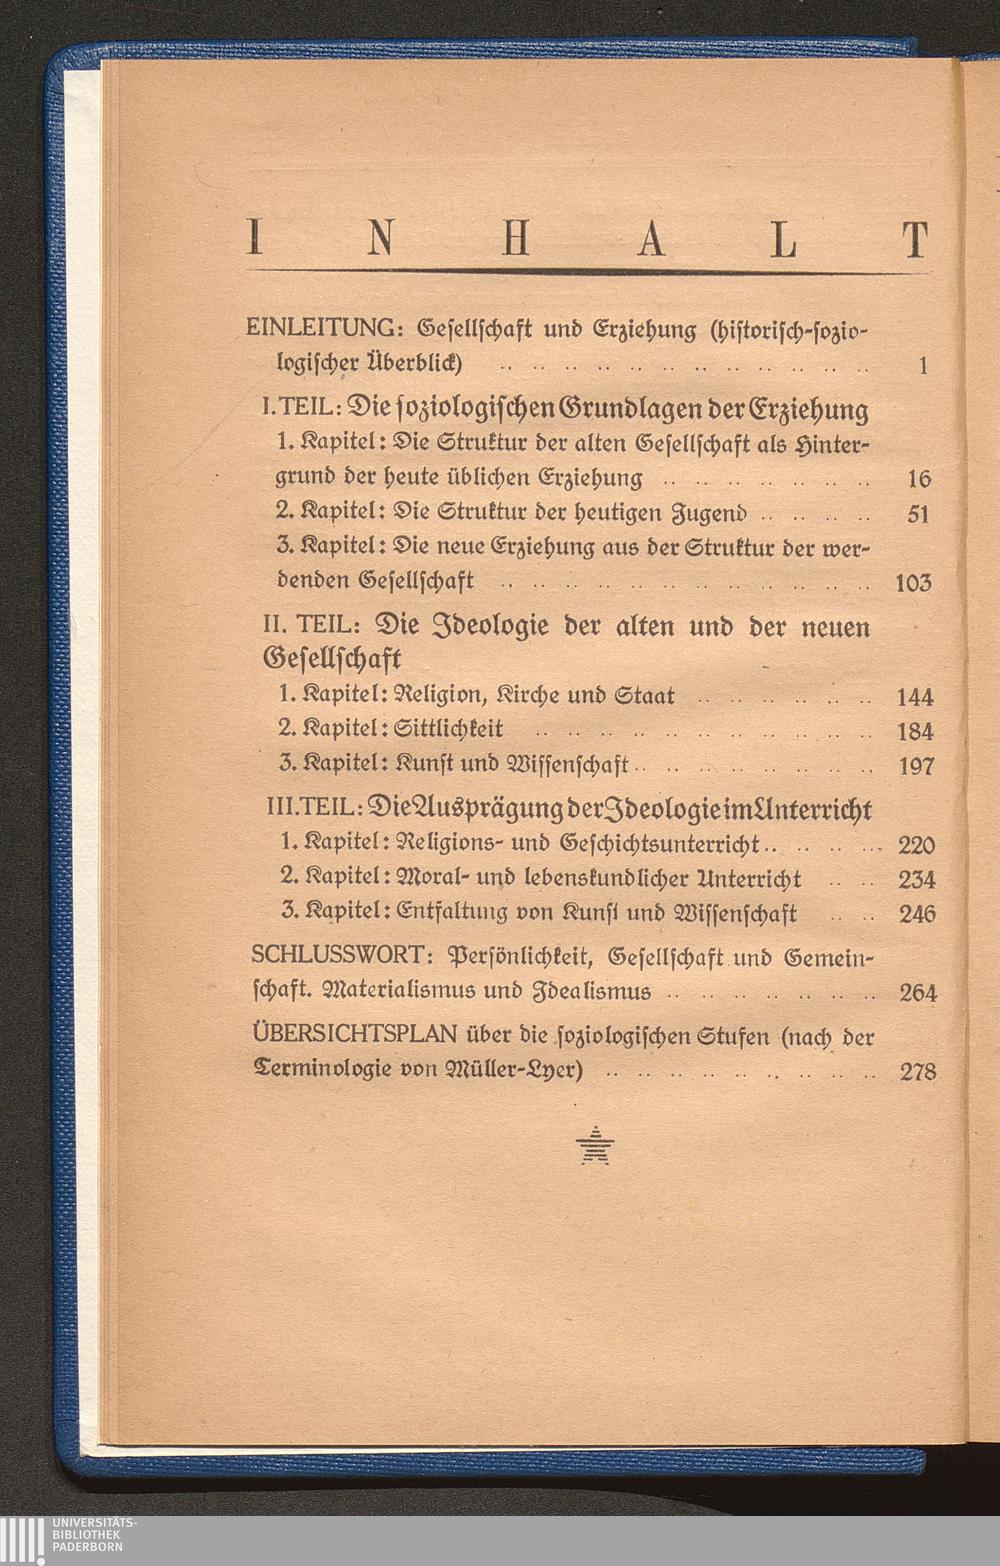 INHALT
EINLEITUNG: Gesellschaft und Erziehung (historisch-sozio-
logischer Überblick) .. .. .. .. .. .. .. .. .. .. .. .. 1
I. TEIL: Die soziologischen Grundlagen der Erziehung
1. Kapitel: Die Struktur der alten Gesellschaft als Hinter-
grund der heute üblichen Erziehung .. .. .. .. .. .. .. 16
2. Kapitel: Die Struktur der heutigen Jugend .. .. .. .. 51
3. Kapitel: Die neue Erziehung aus der Struktur der wer-
denden Gesellschaft .. .. .. .. .. .. .. .. .. .. .. .. 103
II. TEIL: Die Ideologie der alten und der neuen
Gesellschaft
1. Kapitel: Religion, Kirche und Staat .. .. .. .. .. .. 144
2. Kapitel: Sittlichkeit .. .. .. .. .. .. .. .. .. .. .. 184
3. Kapitel: Kunst und Wissenschaft .. .. .. .. .. .. .. .. 197
III. TEIL: Die Ausprägung der Ideologie im Unterricht
1. Kapitel: Religions- und Geschichtsunterricht .. .. .. .. 220
2. Kapitel: Moral- und lebenskundlicher Unterricht .. .. 234
3. Kapitel: Entfaltung von Kunst und Wissenschaft .. .. 246
SCHLUSSWORT: Persönlichkeit, Gesellschaft und Gemein-
schaft. Materialismus und Idealismus .. .. .. .. .. .. .. 264
ÜBERSICHTSPLAN über die soziologischen Stufen (nach der
Terminologie von Müller-Lyer) .. .. .. .. .. .. .. .. .. 278
UNIVERSITÄTS-
BIBLIOTHEK
PADERBORN